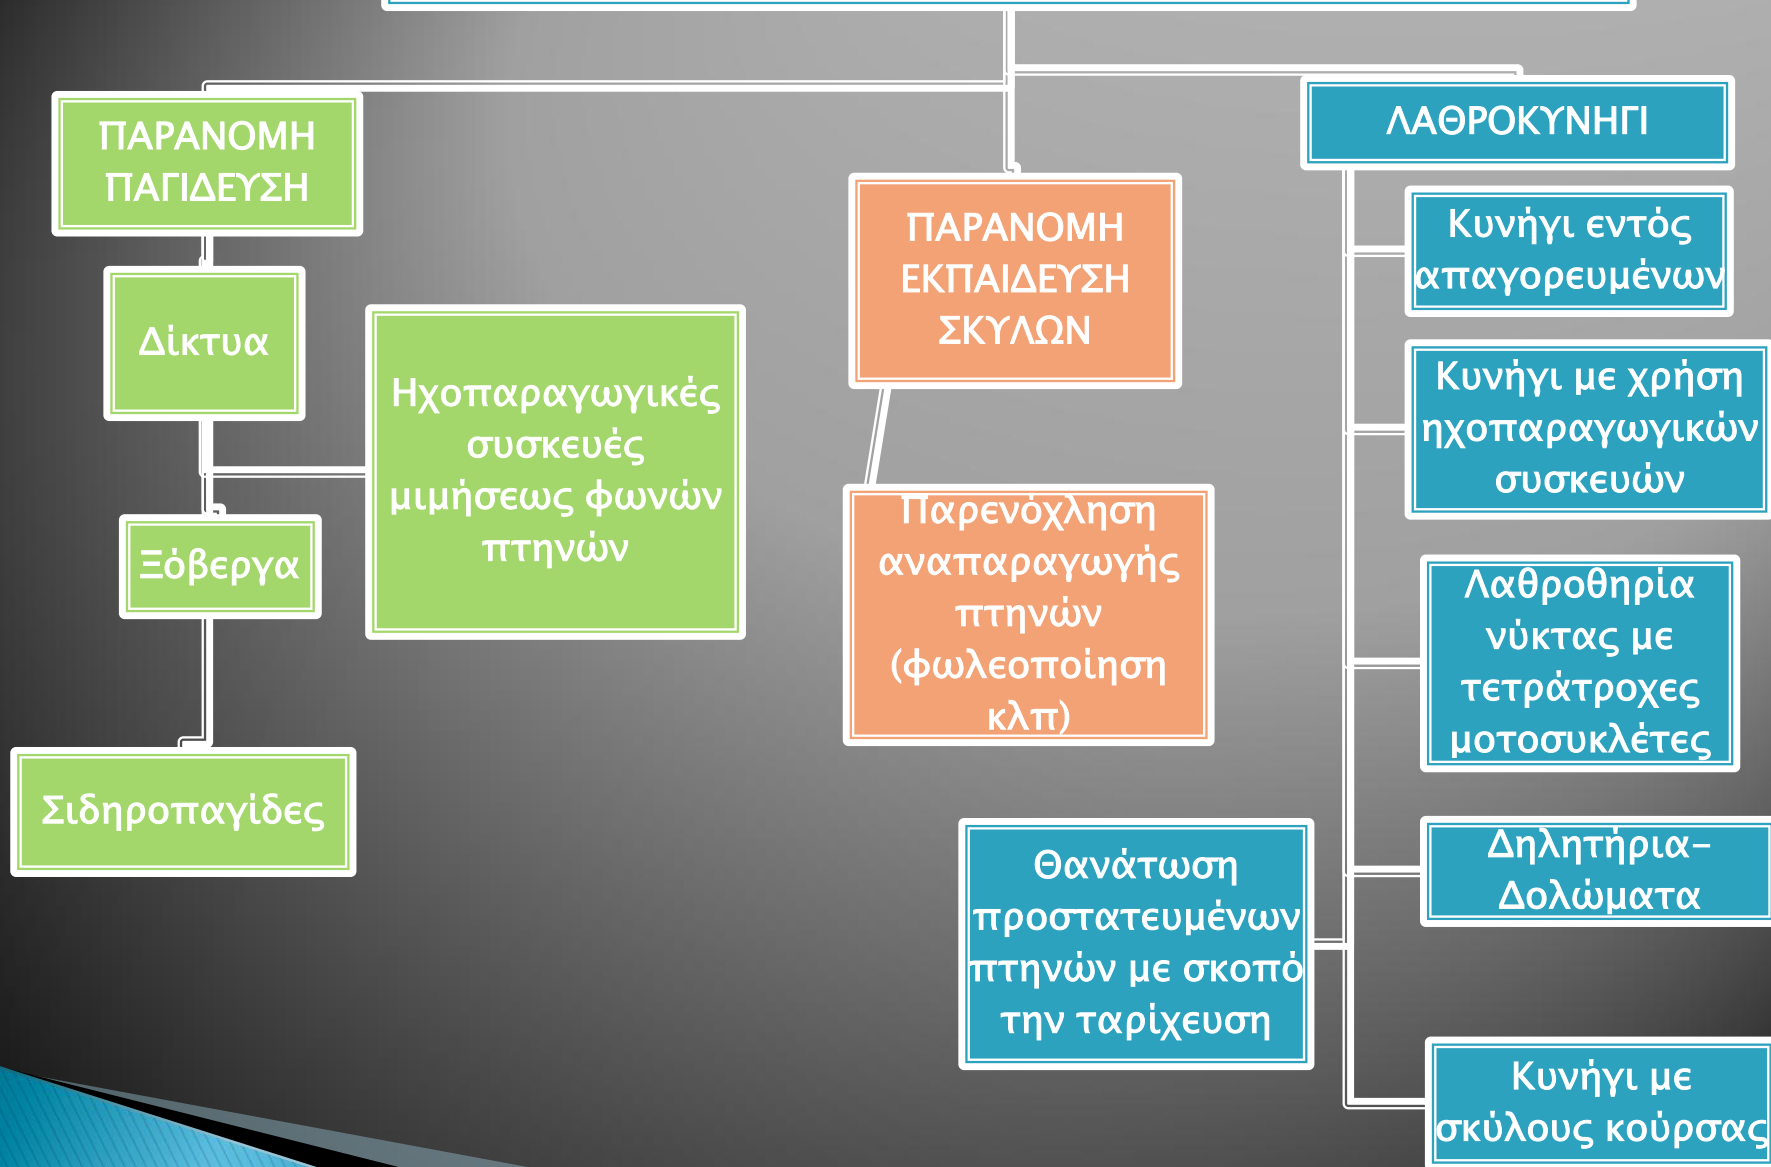 ΠΑΡΑΝΟΜΗ
ΠΑΓΙΔΕΥΣΗ
Δίκτυα
Ηχοπαραγωγικές
συσκευές
μιμήσεως φωνών
πτηνών
Ξόβεργα
Σιδηροπαγίδες
ΠΑΡΑΝΟΜΗ
ΕΚΠΑΙΔΕΥΣΗ
ΣΚΥΛΩΝ
Παρενόχληση
αναπαραγωγής
πτηνών
(φωλεοποίηση
κλπ)
ΛΑΘΡΟΚΥΝΗΓΙ
Κυνήγι εντός
απαγορευμένων
Κυνήγι με χρήση
ηχοπαραγωγικών
συσκευών
Λαθροθηρία
νύκτας με
τετράτροχες
μοτοσυκλέτες
Δηλητήρια-
Δολώματα
Θανάτωση
προστατευμένων
πτηνών με σκοπό
την ταρίχευση
Κυνήγι με
σκύλους κούρσας